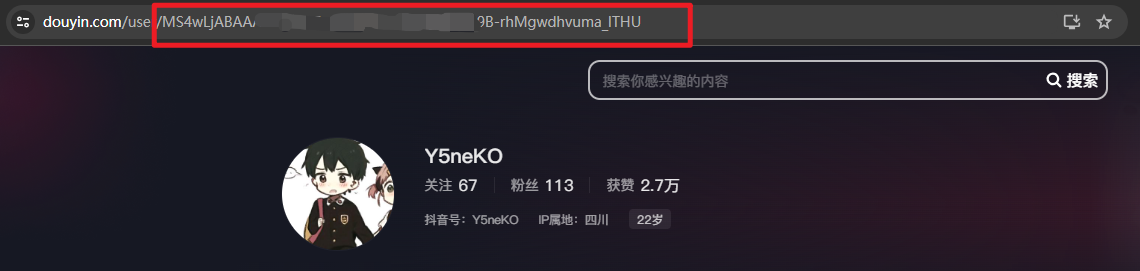 douyin.com/use/MS4wLjABAAA 9B-rhMgwdhvuma_ITHU
搜索你感兴趣的内容 搜索
Y5neKO
关注 67 粉丝 113 获赞 2.7万
抖音号：Y5neKO IP属地：四川 22岁